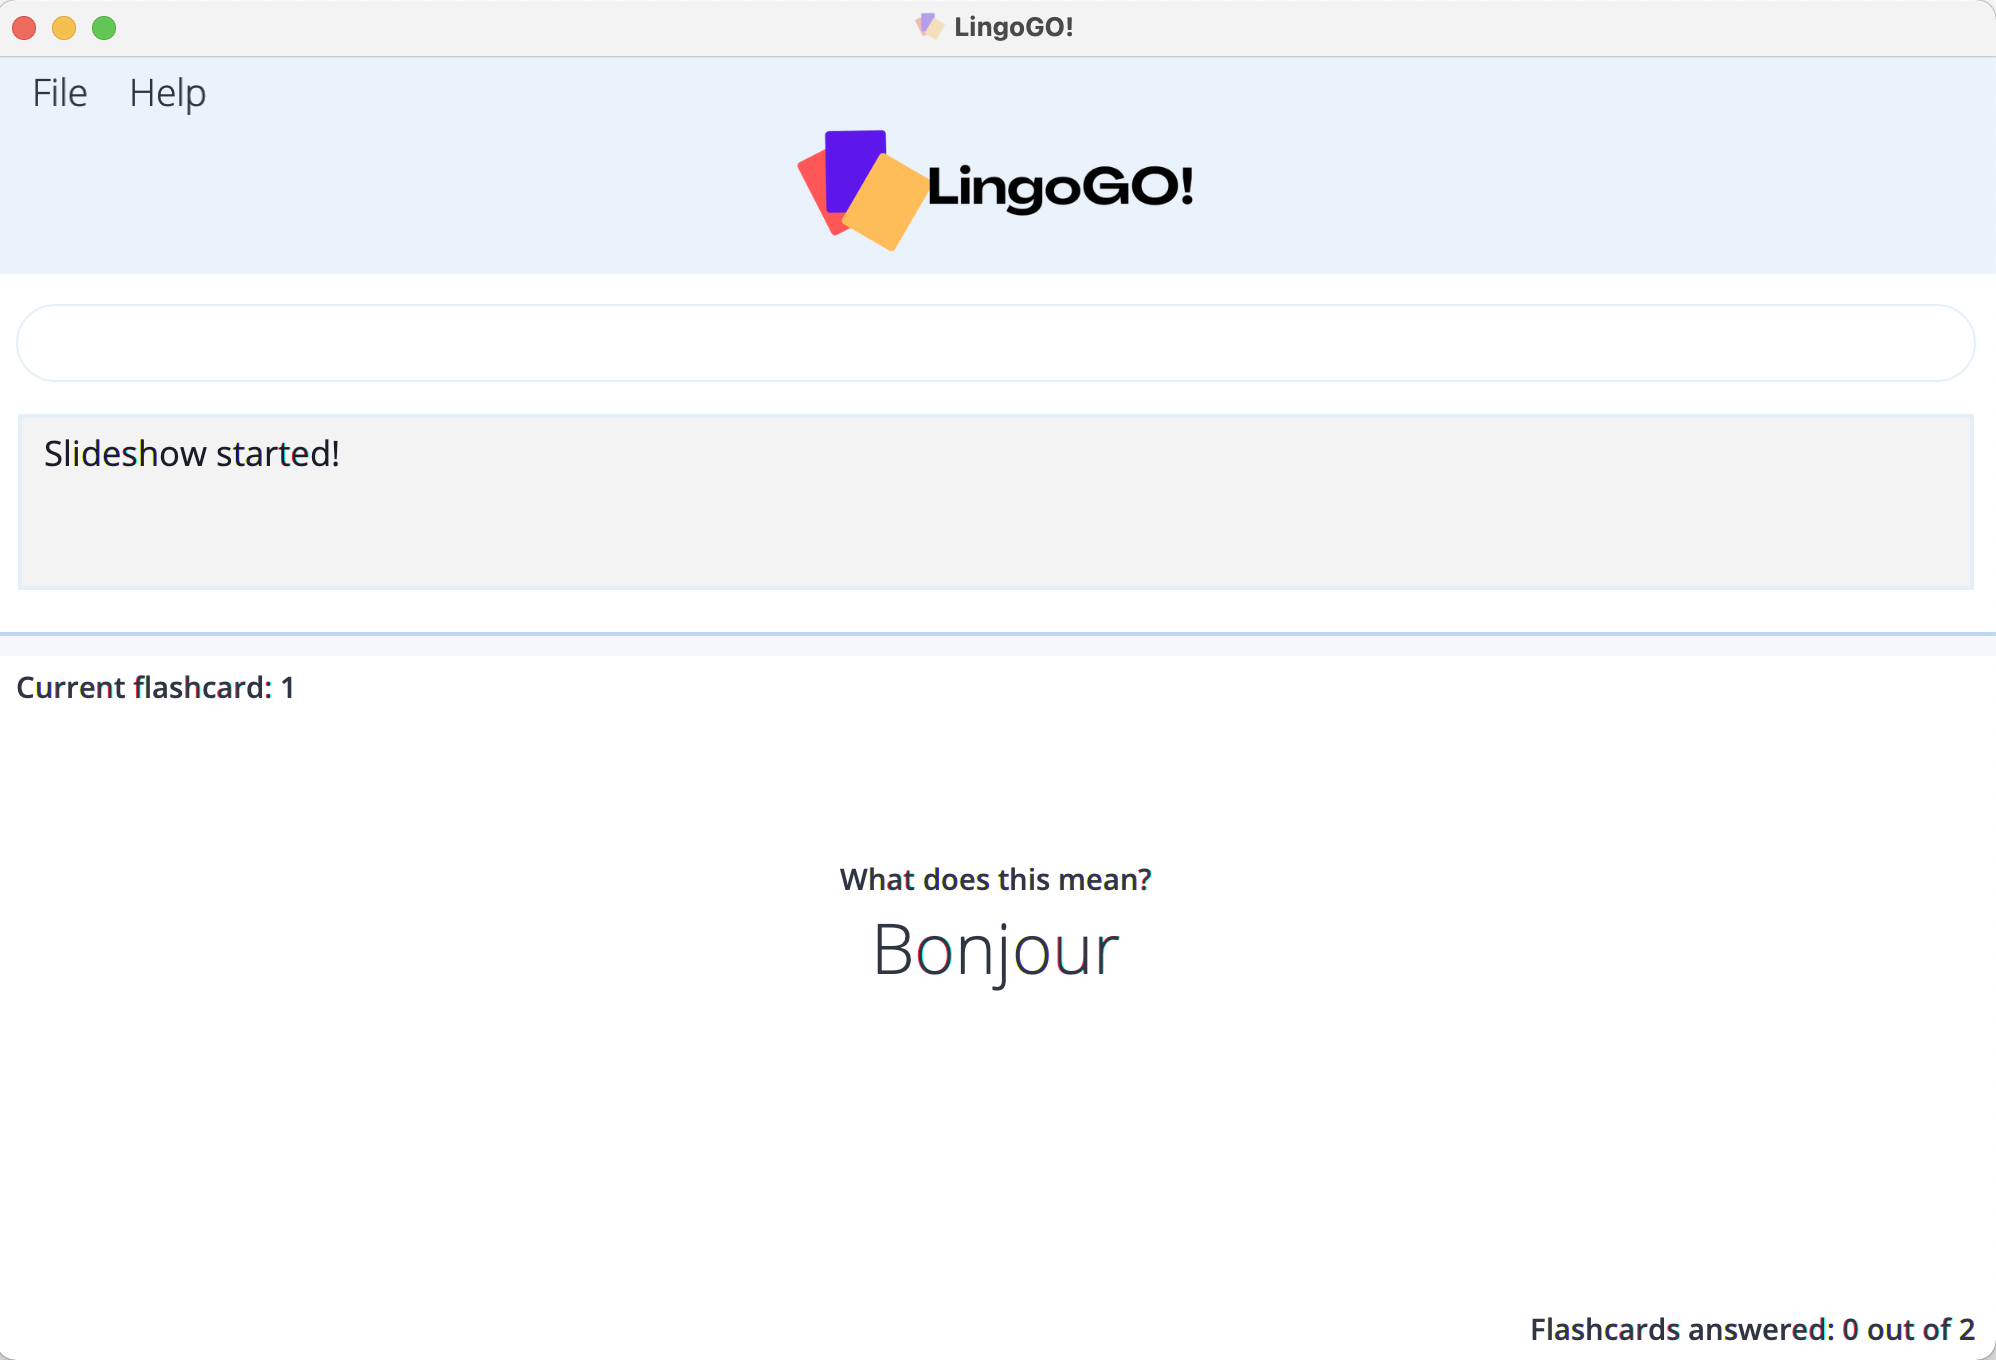 LingoGO!
File Help
LingoGO!
Slideshow started!
Current flashcard: 1
What does this mean?
Bonjour
Flashcards answered: 0 out of 2